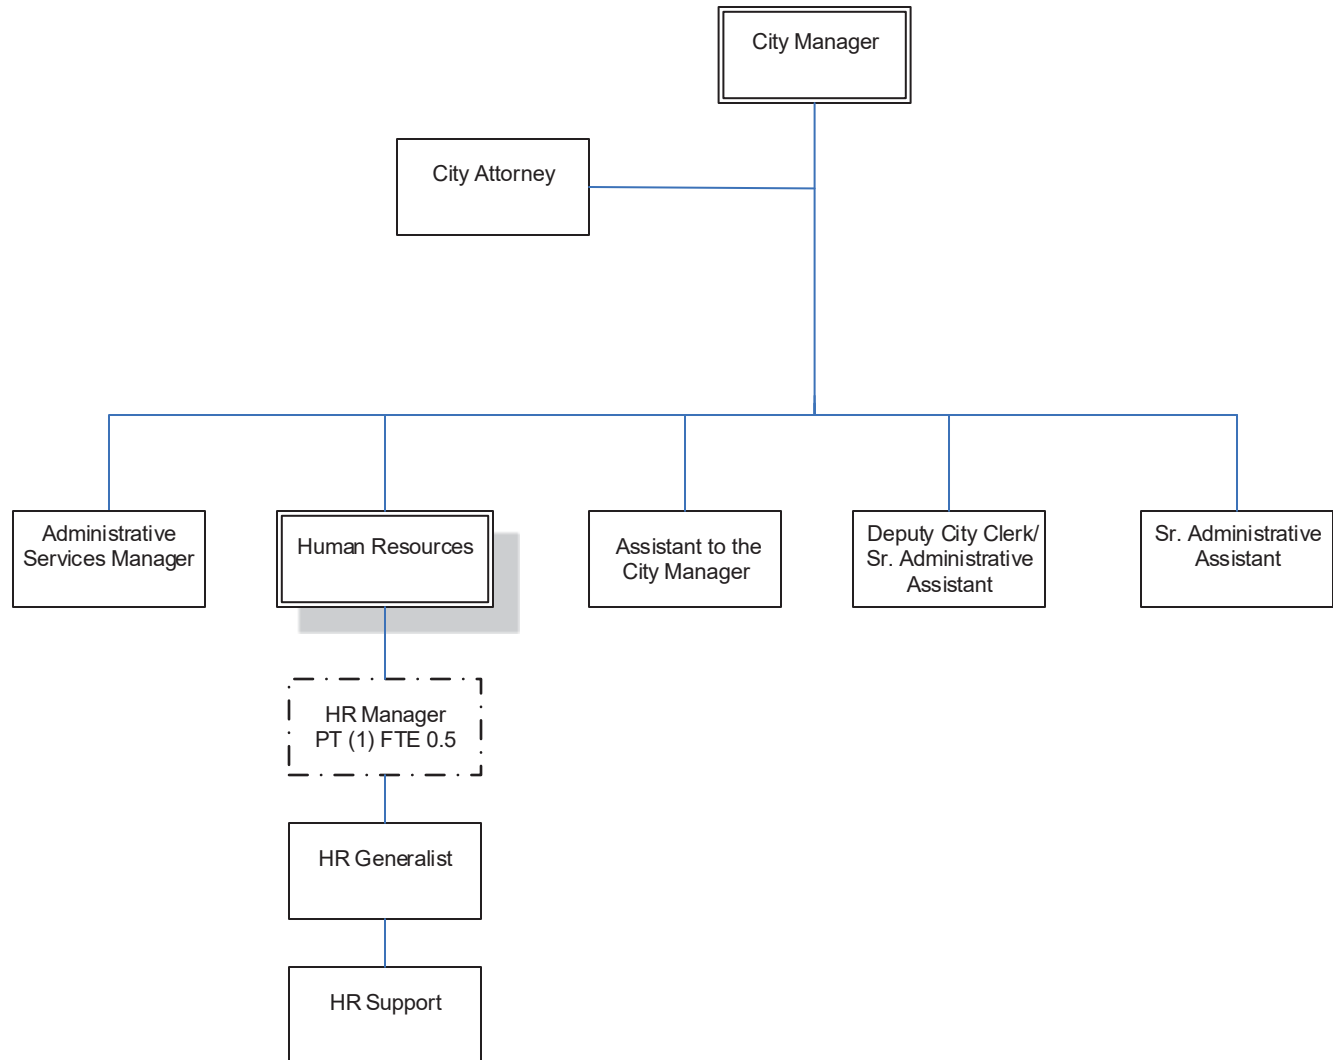 City Manager
City Attorney
Administrative
Services Manager
Human Resources
Assistant to the
City Manager
Deputy City Clerk/
Sr. Administrative
Assistant
Sr. Administrative
Assistant
HR Manager
PT (1) FTE 0.5
HR Generalist
HR Support